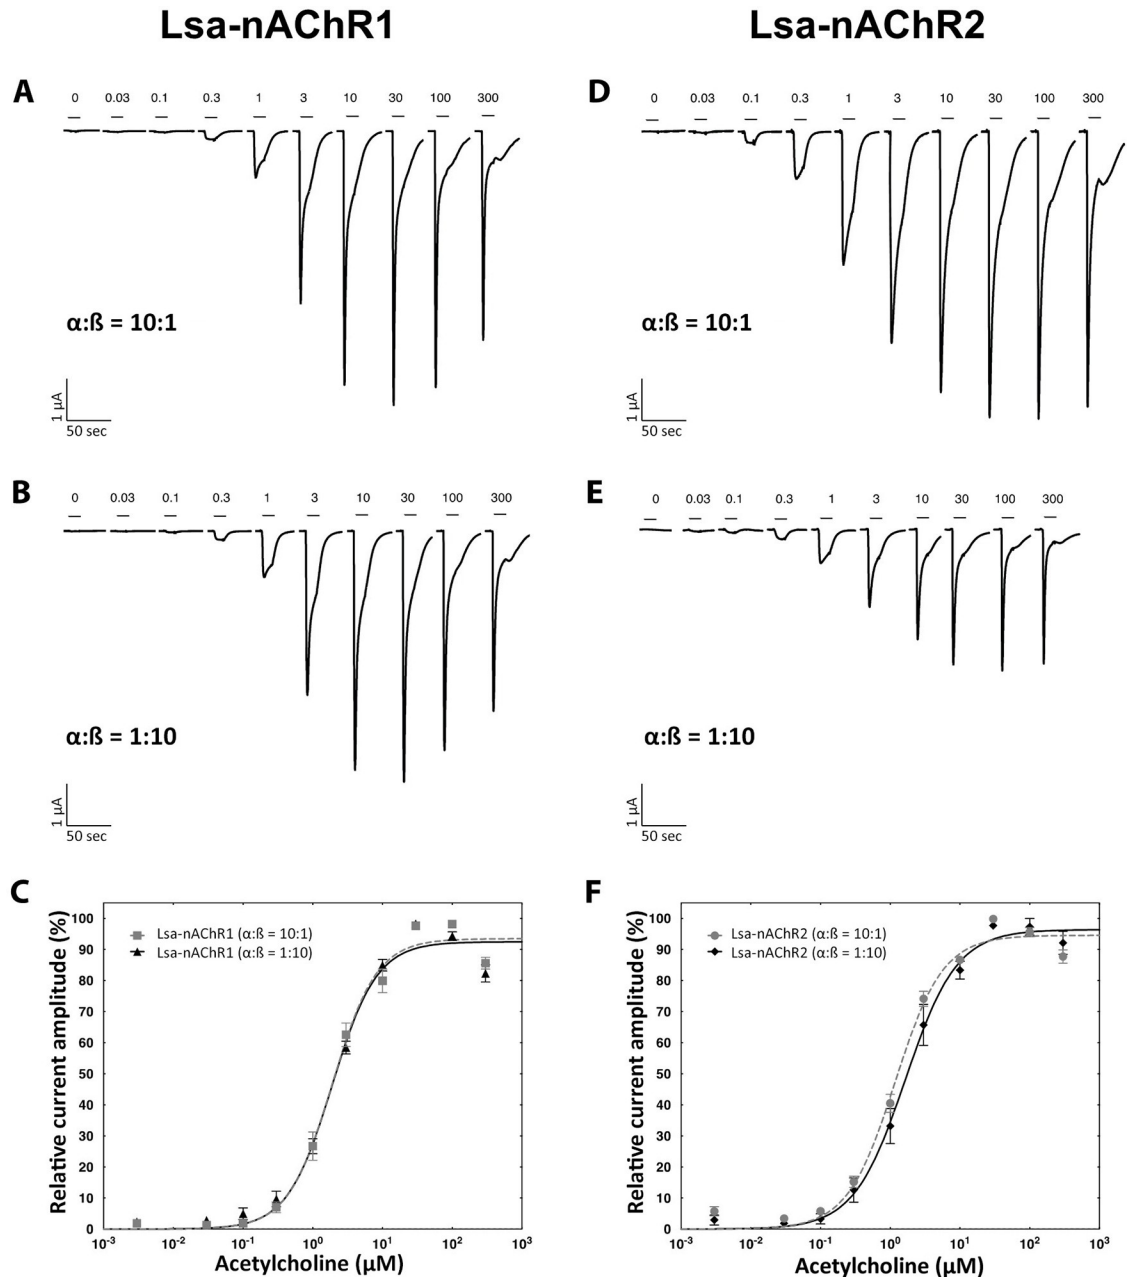 Lsa-nAChR1
Lsa-nAChR2
A
0 0.03 0.1 0.3 1 3 10 30 100 300
α:ß = 10:1
1 µA
50 sec
D
0 0.03 0.1 0.3 1 3 10 30 100 300
α:ß = 10:1
1 µA
50 sec
B
0 0.03 0.1 0.3 1 3 10 30 100 300
α:ß = 1:10
1 µA
50 sec
E
0 0.03 0.1 0.3 1 3 10 30 100 300
α:ß = 1:10
1 µA
50 sec
C
Relative current amplitude (%)
100
90
80
70
60
50
40
30
20
10
0
Lsa-nAChR1 (α:ß = 10:1)
Lsa-nAChR1 (α:ß = 1:10)
10⁻³ 10⁻² 10⁻¹ 10⁰ 10¹ 10² 10³
Acetylcholine (µM)
F
Relative current amplitude (%)
100
90
80
70
60
50
40
30
20
10
0
Lsa-nAChR2 (α:ß = 10:1)
Lsa-nAChR2 (α:ß = 1:10)
10⁻³ 10⁻² 10⁻¹ 10⁰ 10¹ 10² 10³
Acetylcholine (µM)